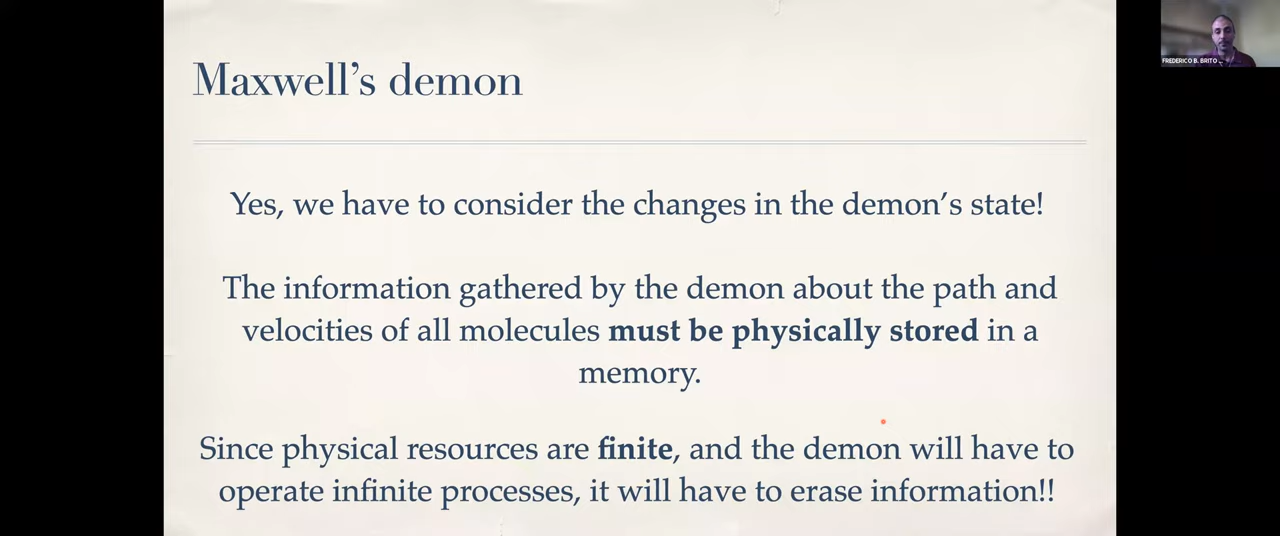 FREDERICO B. BRITO ...
Maxwell's demon
Yes, we have to consider the changes in the demon's state!
The information gathered by the demon about the path and
velocities of all molecules must be physically stored in a
memory.
Since physical resources are finite, and the demon will have to
operate infinite processes, it will have to erase information!!